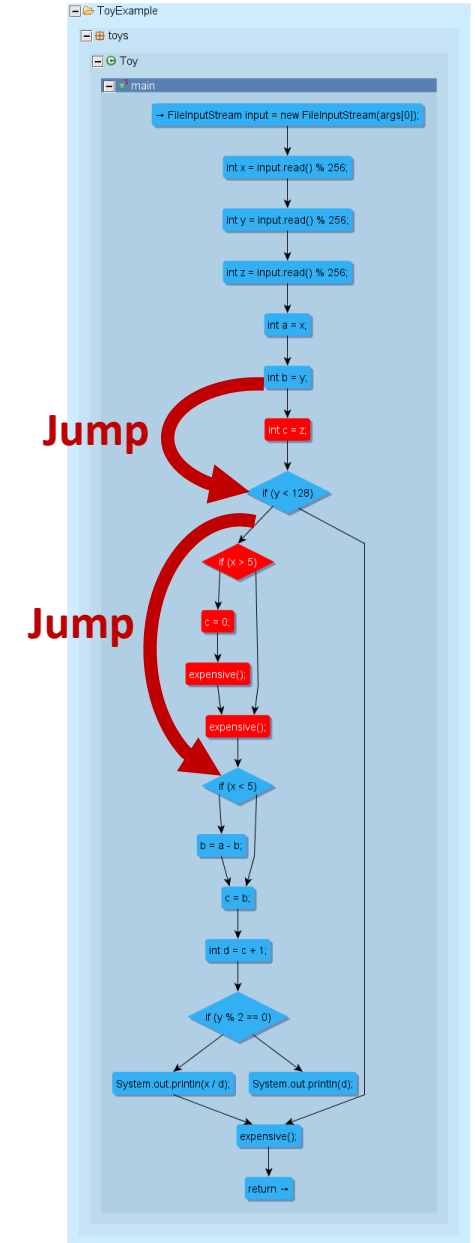 ToyExample
toys
Toy
main
→ FileInputStream input = new FileInputStream(args[0]);
int x = input.read() % 256;
int y = input.read() % 256;
int z = input.read() % 256;
int a = x;
int b = y;
int c = z;
Jump
if (y < 128)
if (x > 5)
c = 0;
Jump
expensive();
expensive();
if (x < 5)
b = a - b;
c = b;
int d = c + 1;
if (y % 2 == 0)
System.out.println(x / d); System.out.println(d);
expensive();
return →